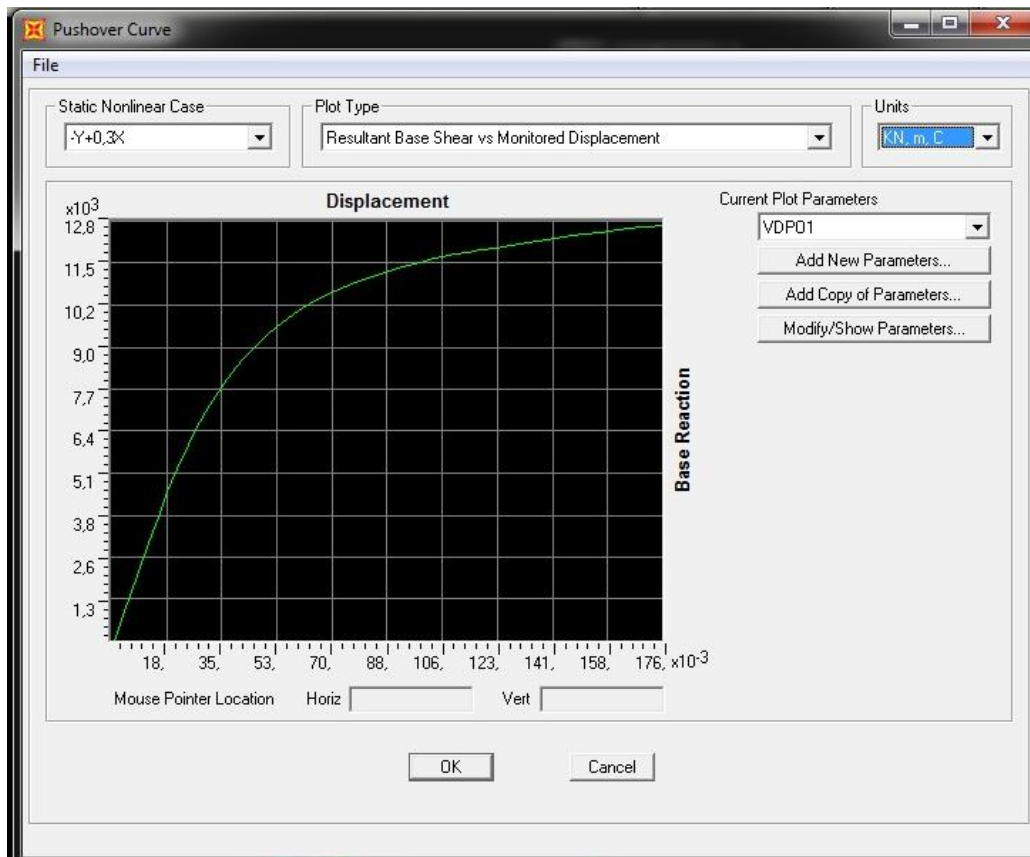 Pushover Curve
File
Static Nonlinear Case
-Y+0,3X
Plot Type
Resultant Base Shear vs Monitored Displacement
Units
KN, m, C
Displacement
x10³
12,8
11,5
10,2
9,0
7,7
6,4
5,1
3,8
2,6
1,3
18, 35, 53, 70, 88, 106, 123, 141, 158, 176, x10⁻³
Base Reaction
Current Plot Parameters
VDPO1
Add New Parameters...
Add Copy of Parameters...
Modify/Show Parameters...
Mouse Pointer Location Horiz Vert
OK Cancel